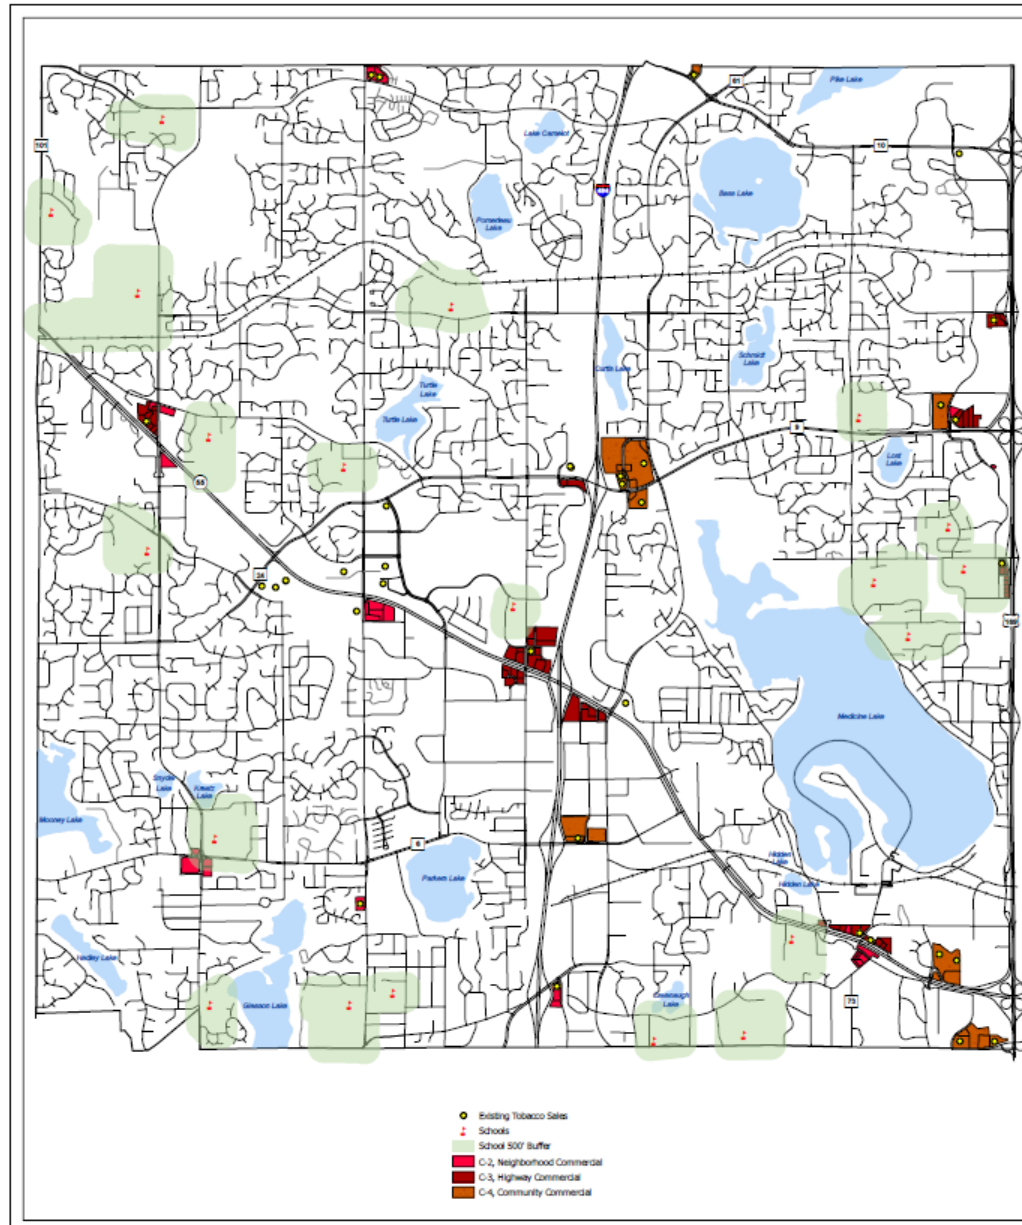 Pike Lake
61
Lake Camelot
101
10
Bass Lake
Pomerleau
Lake
Curtis Lake
Schmidt
Lake
Turtle
Lake
Turtle Lake
9
Lost
Lake
55
24
169
Medicine Lake
Snyder
Lake
Kreatz
Lake
Mooney Lake
6
Hidden
Lake
Hidden Lake
Parkers Lake
Hadley Lake
Gleason Lake
Cavanaugh
Lake
73
Existing Tobacco Sales
Schools
School 500' Buffer
C-2, Neighborhood Commercial
C-3, Highway Commercial
C-4, Community Commercial